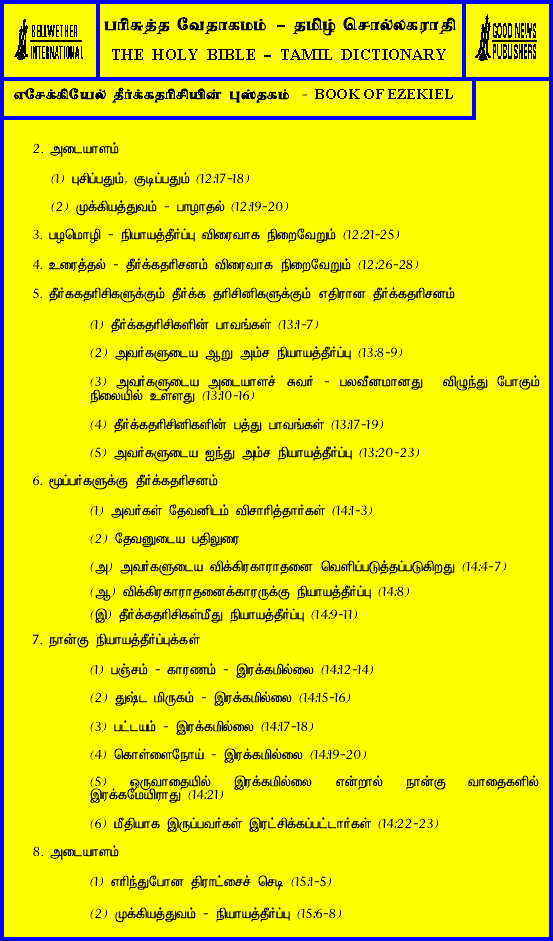 BELLWETHER
INTERNATIONAL
பரிசுத்த வேதாகமம் – தமிழ் சொல்லகராதி
THE HOLY BIBLE – TAMIL DICTIONARY
GOOD NEWS
PUBLISHERS
எசேக்கியேல் தீர்க்கதரிசியின் புஸ்தகம் - BOOK OF EZEKIEL
2. அடையாளம்
(1) புசிப்பதும், குடிப்பதும் (12:17-18)
(2) முக்கியத்துவம் - பாழாதல் (12:19-20)
3. பழமொழி - நியாயத்தீர்ப்பு விரைவாக நிறைவேறும் (12:21-25)
4. உரைத்தல் - தீர்க்கதரிசனம் விரைவாக நிறைவேறும் (12:26-28)
5. தீர்க்கதரிசிகளுக்கும் தீர்க்க தரிசினிகளுக்கும் எதிரான தீர்க்கதரிசனம்
(1) தீர்க்கதரிசிகளின் பாவங்கள் (13:1-7)
(2) அவர்களுடைய ஆறு அம்ச நியாயத்தீர்ப்பு (13:8-9)
(3) அவர்களுடைய அடையாளச் சுவர் - பலவீனமானது விழுந்து போகும்
நிலையில் உள்ளது (13:10-16)
(4) தீர்க்கதரிசினிகளின் பத்து பாவங்கள் (13:17-19)
(5) அவர்களுடைய ஐந்து அம்ச நியாயத்தீர்ப்பு (13:20-23)
6. மூப்பர்களுக்கு தீர்க்கதரிசனம்
(1) அவர்கள் தேவனிடம் விசாரித்தார்கள் (14:1-3)
(2) தேவனுடைய பதிலுரை
(அ) அவர்களுடைய விக்கிரகாராதனை வெளிப்படுத்தப்படுகிறது (14:4-7)
(ஆ) விக்கிரகாராதனைக்காரருக்கு நியாயத்தீர்ப்பு (14:8)
(இ) தீர்க்கதரிசிகள்மீது நியாயத்தீர்ப்பு (14:9-11)
7. நான்கு நியாயத்தீர்ப்புக்கள்
(1) பஞ்சம் - காரணம் - இரக்கமில்லை (14:12-14)
(2) துஷ்ட மிருகம் - இரக்கமில்லை (14:15-16)
(3) பட்டயம் - இரக்கமில்லை (14:17-18)
(4) கொள்ளைநோய் - இரக்கமில்லை (14:19-20)
(5) ஒருவாதையில் இரக்கமில்லை என்றால் நான்கு வாதைகளில்
இரக்கமேயிராது (14:21)
(6) மீதியாக இருப்பவர்கள் இரட்சிக்கப்பட்டார்கள் (14:22-23)
8. அடையாளம்
(1) எரிந்துபோன திராட்சைச் செடி (15:1-5)
(2) முக்கியத்துவம் - நியாயத்தீர்ப்பு (15:6-8)